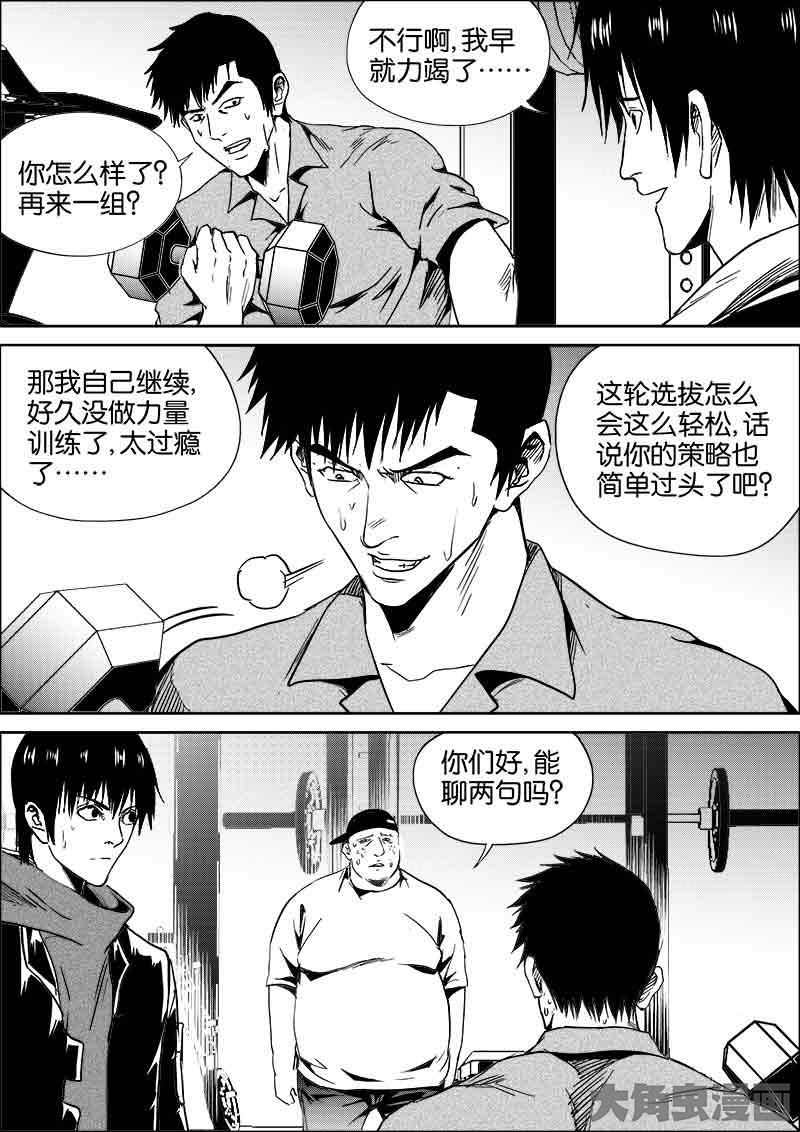 你怎么样了?
再来一组?
不行啊,我早
就力竭了……
那我自己继续,
好久没做力量
训练了,太过瘾
了……
这轮选拔怎么
会这么轻松,话
说你的策略也
简单过头了吧?
你们好,能
聊两句吗?
大角虫漫画